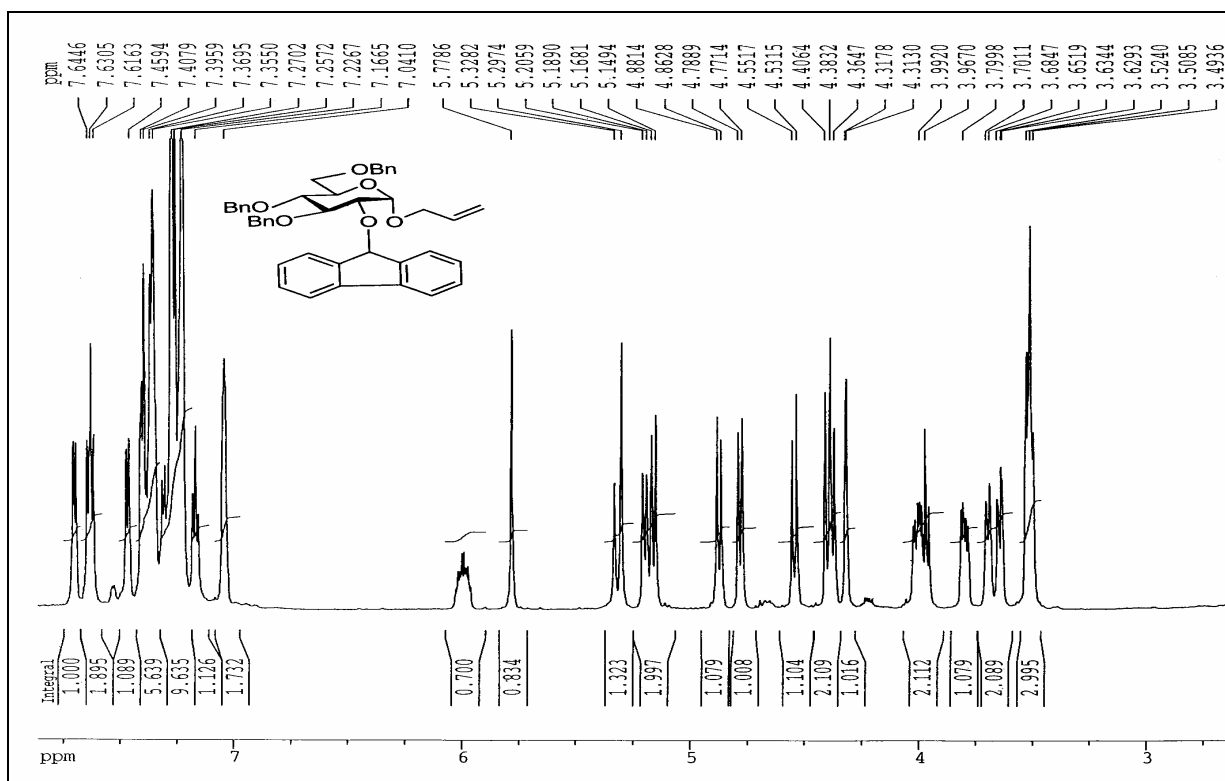 ppm 7.6446 7.6305 7.6163 7.4594 7.4079 7.3959 7.3695 7.3550 7.2702 7.2572 7.2267 7.1665 7.0410 5.7786 5.3282 5.2974 5.2059 5.1890 5.1681 5.1494 4.8814 4.8628 4.7889 4.7714 4.5517 4.5315 4.4064 4.3832 4.3647 4.3178 4.3130 3.9920 3.9670 3.7998 3.7011 3.6847 3.6519 3.6344 3.6293 3.5240 3.5085 3.4936
OBn
O
BnO
BnO
O
O
Integral 1.000 1.895 1.089 5.639 9.635 1.126 1.732 0.700 0.834 1.323 1.997 1.079 1.008 1.104 2.109 1.016 2.112 1.079 2.089 2.995
ppm 7 6 5 4 3